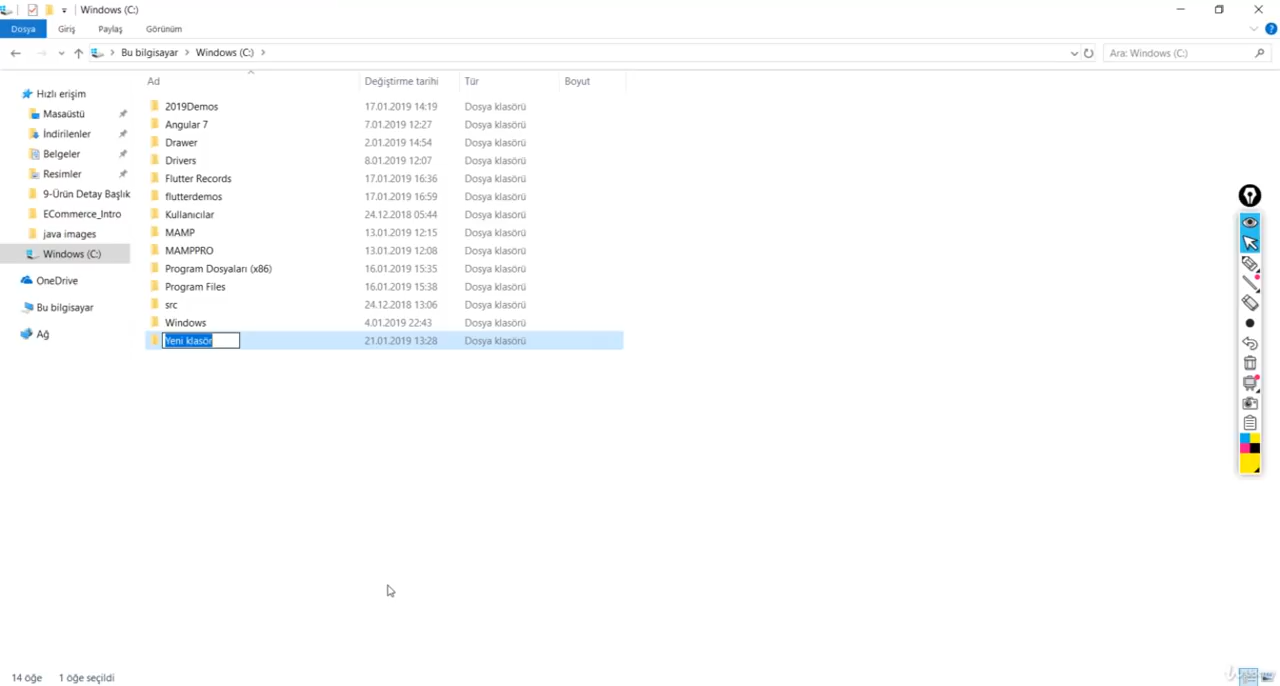 Windows (C:)
Dosya Giriş Paylaş Görünüm
Bu bilgisayar Windows (C:) Ara: Windows (C:)
Ad Değiştirme tarihi Tür Boyut
Hızlı erişim
Masaüstü
İndirilenler
Belgeler
Resimler
9-Ürün Detay Başlık
ECommerce_Intro
java images
Windows (C:)
OneDrive
Bu bilgisayar
Ağ
2019Demos 17.01.2019 14:19 Dosya klasörü
Angular 7 7.01.2019 12:27 Dosya klasörü
Drawer 2.01.2019 14:54 Dosya klasörü
Drivers 8.01.2019 12:07 Dosya klasörü
Flutter Records 17.01.2019 16:36 Dosya klasörü
flutterdemos 17.01.2019 16:59 Dosya klasörü
Kullanıcılar 24.12.2018 05:44 Dosya klasörü
MAMP 13.01.2019 12:15 Dosya klasörü
MAMPPRO 13.01.2019 12:08 Dosya klasörü
Program Dosyaları (x86) 16.01.2019 15:35 Dosya klasörü
Program Files 16.01.2019 15:38 Dosya klasörü
src 24.12.2018 13:06 Dosya klasörü
Windows 4.01.2019 22:43 Dosya klasörü
Yeni klasör 21.01.2019 13:28 Dosya klasörü
14 öğe 1 öğe seçildi